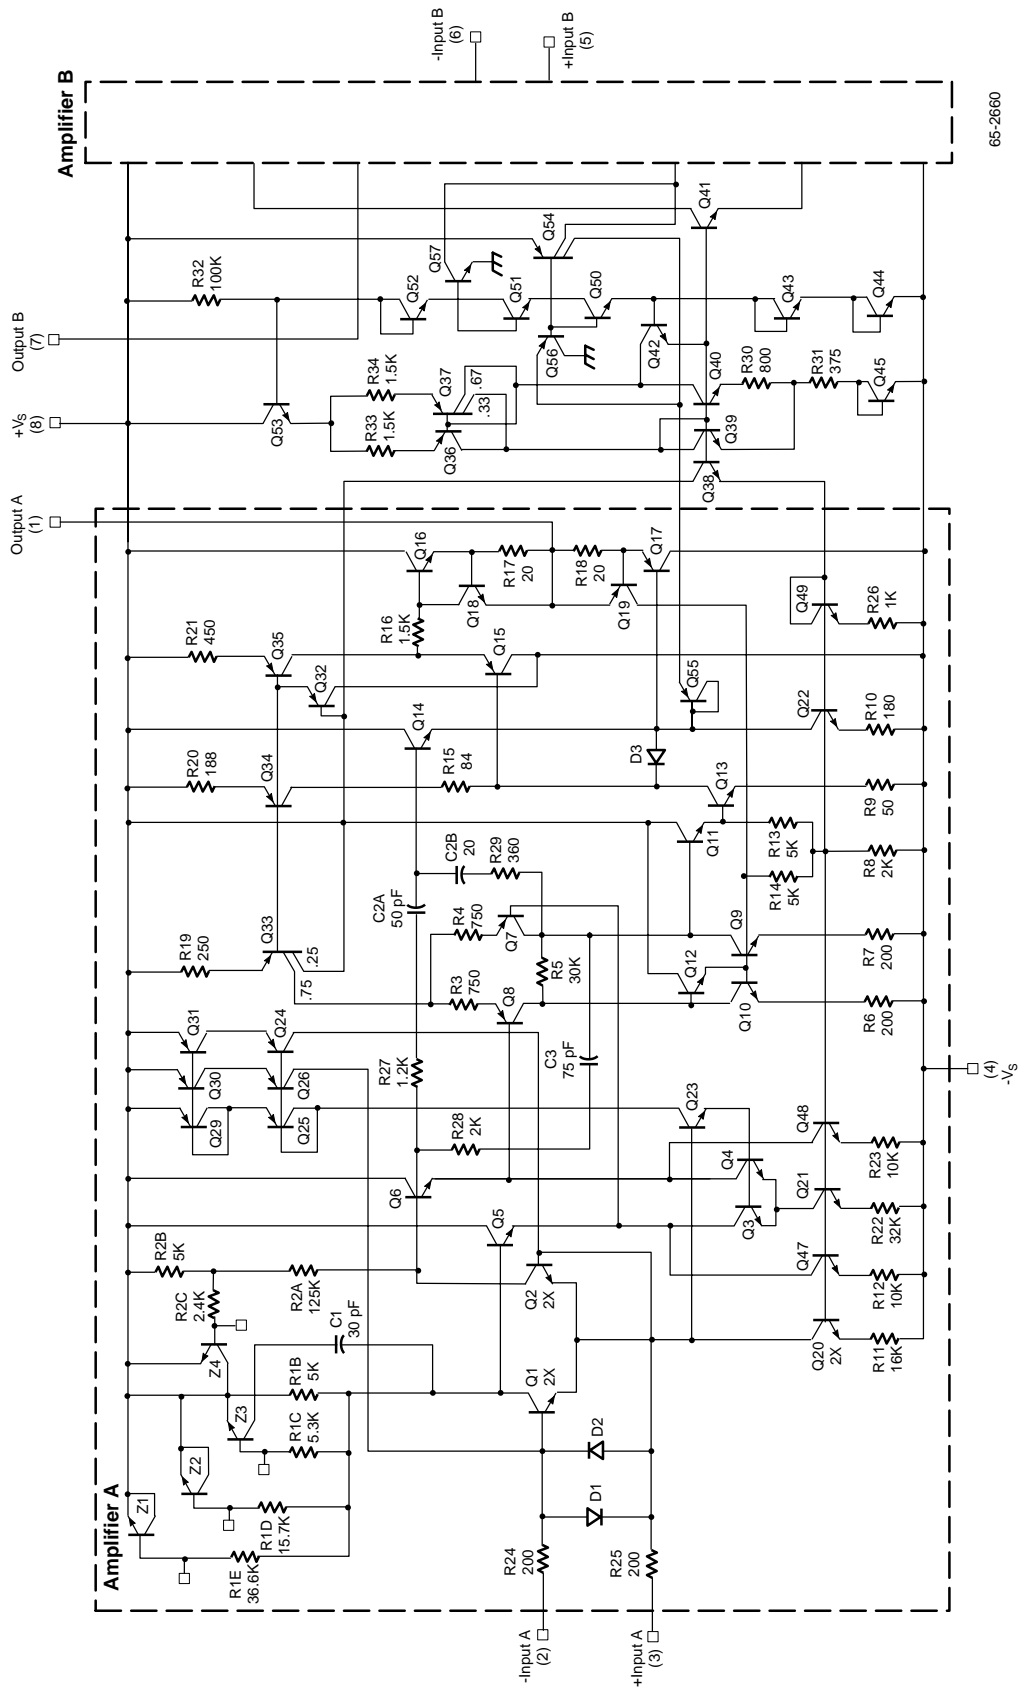 Amplifier A
Amplifier B
Output A
(1)
+VS
(8)
Output B
(7)
-Input B
(6)
+Input B
(5)
-Input A
(2)
+Input A
(3)
(4)
-VS
Z1
Z2
Z3
Z4
R1E
36.6K
R1D
15.7K
R1C
5.3K
R1B
5K
C1
30 pF
R2C
2.4K
R2B
5K
R2A
125K
Q29
Q30
Q31
Q25
Q26
Q24
R19
250
Q33
.75
.25
R20
188
Q34
R21
450
Q35
Q32
Q6
Q5
R27
1.2K
R28
2K
C2A
50 pF
C2B
20
R29
360
R3
750
R4
750
Q8
Q7
R5
30K
C3
75 pF
Q14
R15
84
R16
1.5K
Q15
Q16
Q18
R17
20
R18
20
Q19
Q17
Q1
2X
Q2
2X
Q3
Q4
Q23
D1
D2
R24
200
R25
200
Q12
Q10
Q9
Q11
Q13
D3
Q55
R14
5K
R13
5K
Q20
2X
Q47
Q21
Q48
Q22
Q49
R11
16K
R12
10K
R22
32K
R23
10K
R6
200
R7
200
R8
2K
R9
50
R10
180
R26
1K
Q53
R32
100K
R33
1.5K
R34
1.5K
Q36
Q37
.67
.33
Q52
Q57
Q51
Q54
Q56
Q50
Q42
Q38
Q39
Q40
Q41
R30
800
R31
375
Q43
Q44
Q45
65-2660